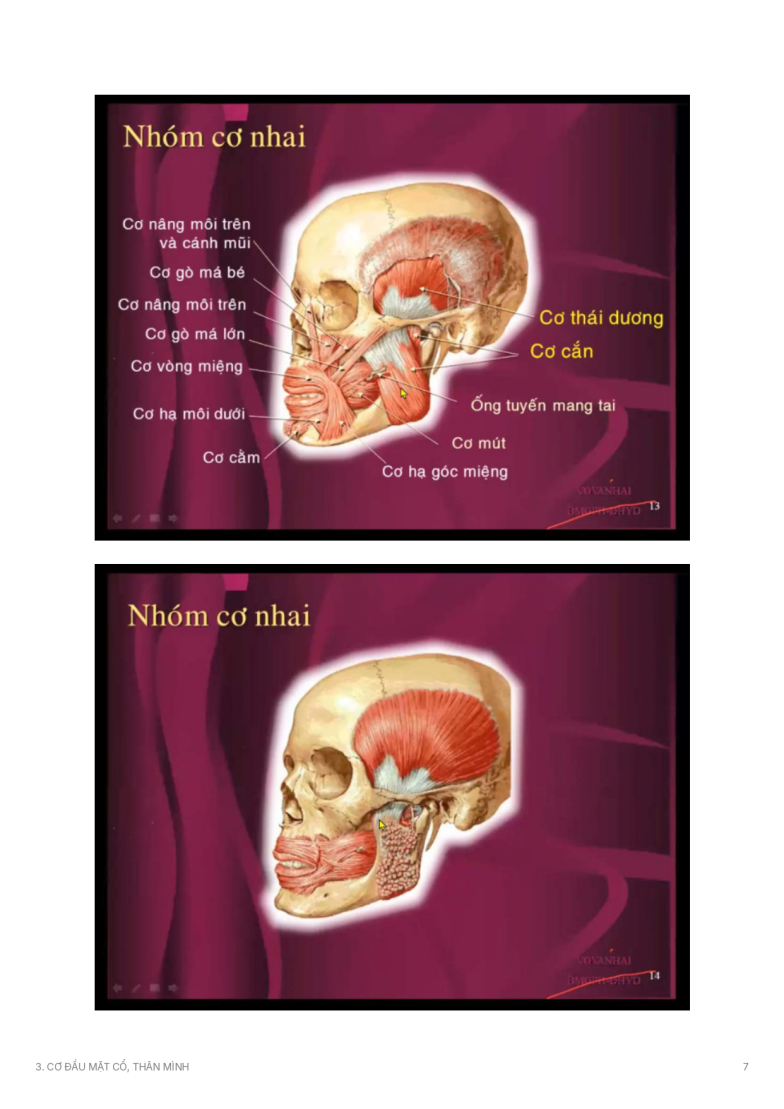 Nhóm cơ nhai
Cơ nâng môi trên
và cánh mũi
Cơ gò má bé
Cơ nâng môi trên
Cơ gò má lớn
Cơ vòng miệng
Cơ hạ môi dưới
Cơ cằm
Cơ thái dương
Cơ cắn
Ống tuyến mang tai
Cơ mút
Cơ hạ góc miệng
VOVANHAI
13
Nhóm cơ nhai
VOVANHAI
14
3. CƠ ĐẦU MẶT CỔ, THÂN MÌNH
7